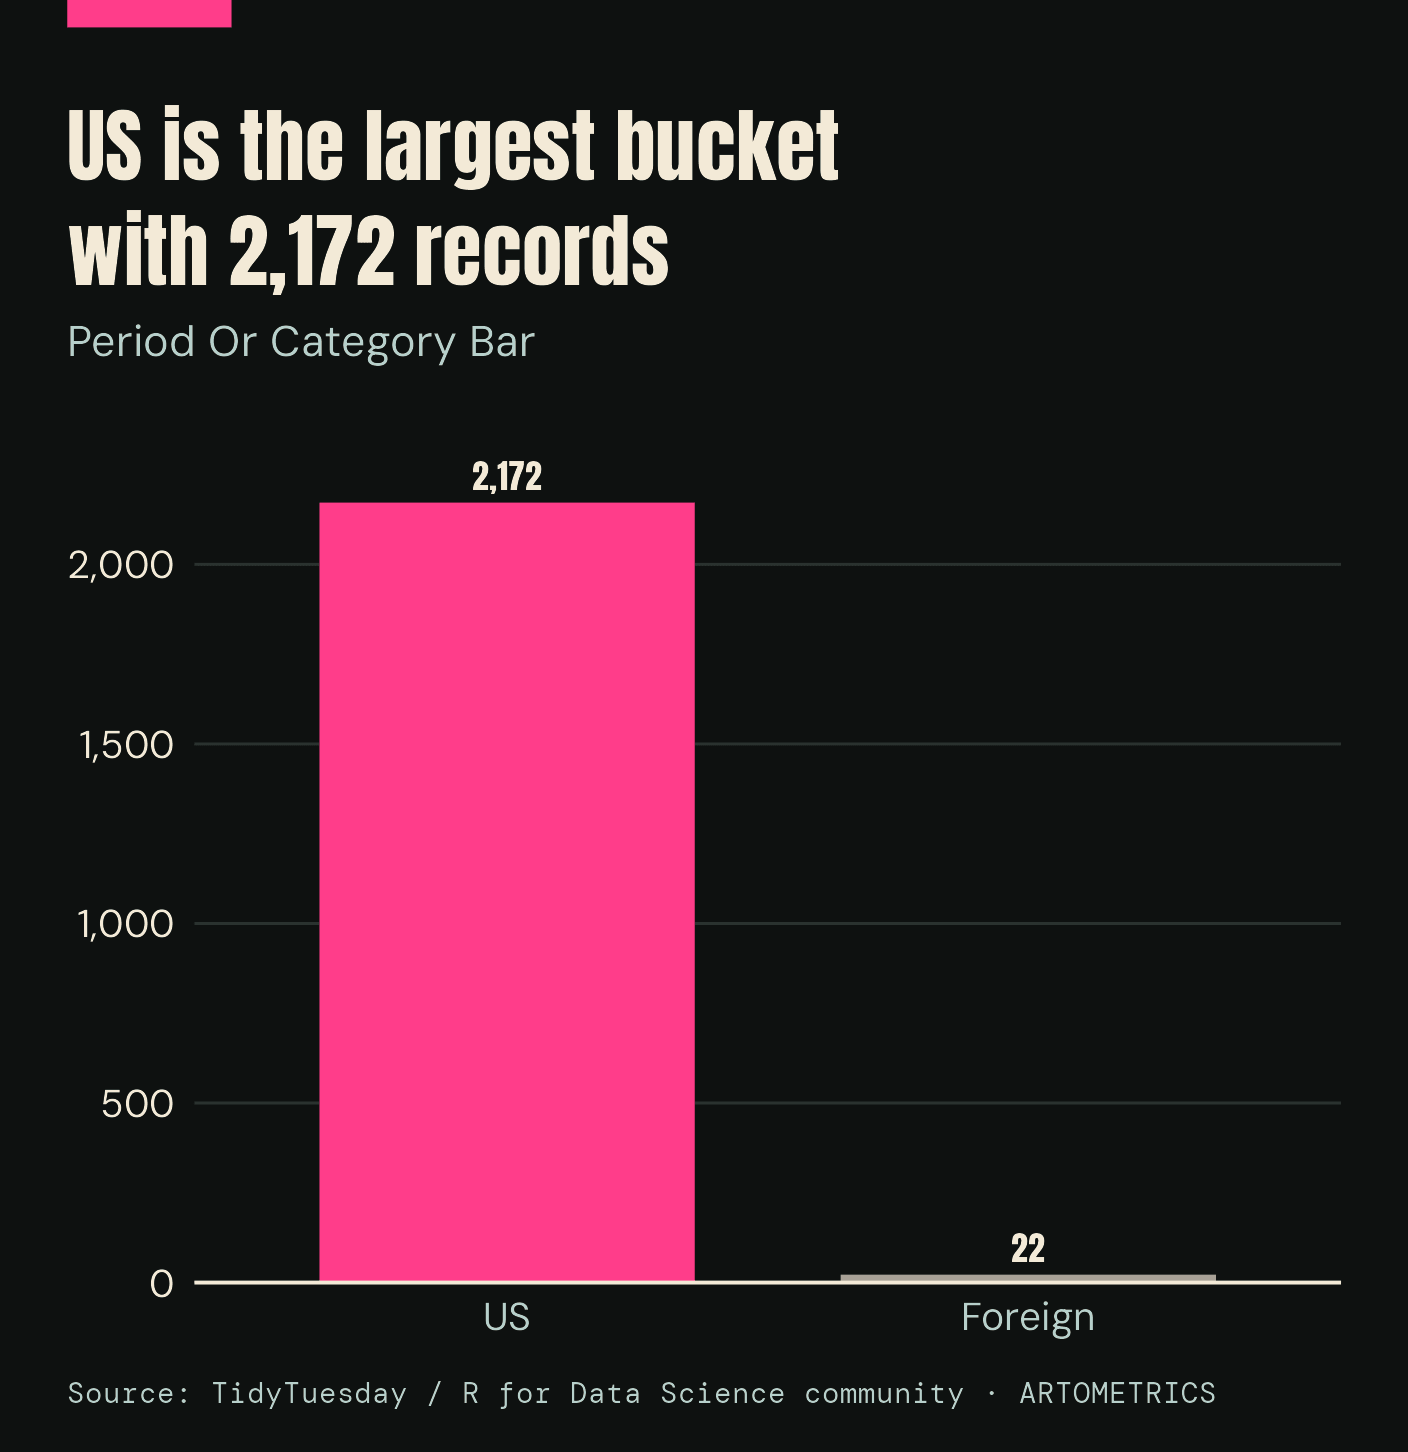 US is the largest bucket
with 2,172 records
Period Or Category Bar
2,172
2,000
1,500
1,000
500
22
0
US Foreign
Source: TidyTuesday / R for Data Science community · ARTOMETRICS